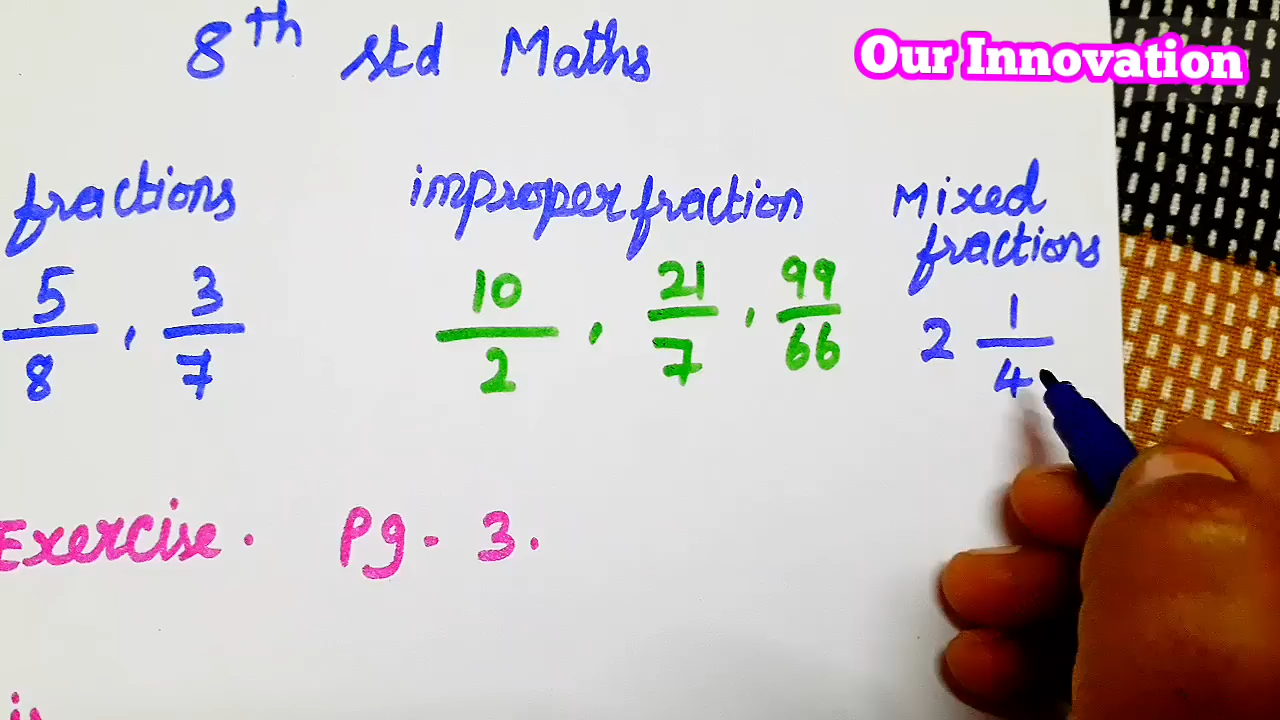 8th std Maths
Our Innovation
fractions
5/8 , 3/7
improper fraction
10/2 , 21/7 , 99/66
Mixed
fractions
2 1/4
Exercise. Pg. 3.